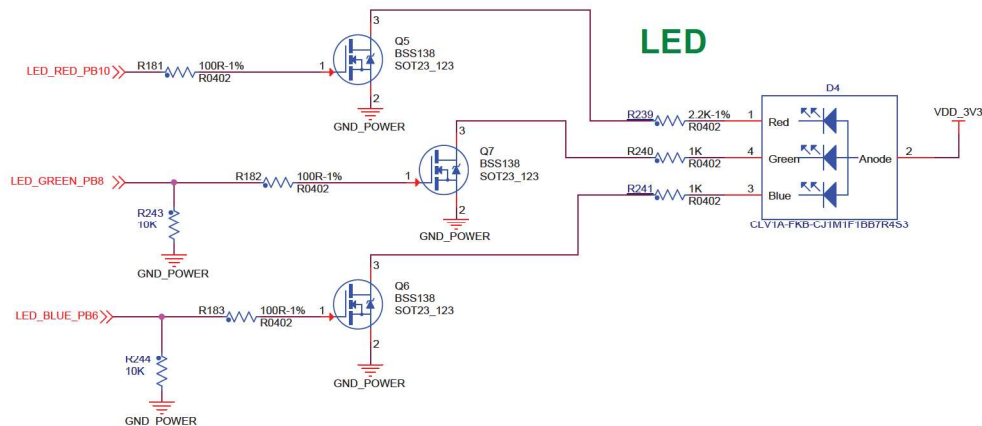 LED
3
Q5
BSS138
SOT23_123
LED_RED_PB10
R181
100R-1%
R0402
1
2
GND_POWER
D4
VDD_3V3
R239
2.2K-1%
R0402
1
Red
3
Q7
BSS138
SOT23_123
R240
1K
R0402
4
Green
Anode
2
LED_GREEN_PB8
R182
100R-1%
R0402
1
2
GND_POWER
R241
1K
R0402
3
Blue
CLV1A-FKB-CJ1M1F1BB7R4S3
R243
10K
GND_POWER
3
Q6
BSS138
SOT23_123
LED_BLUE_PB6
R183
100R-1%
R0402
1
2
GND_POWER
R244
10K
GND_POWER